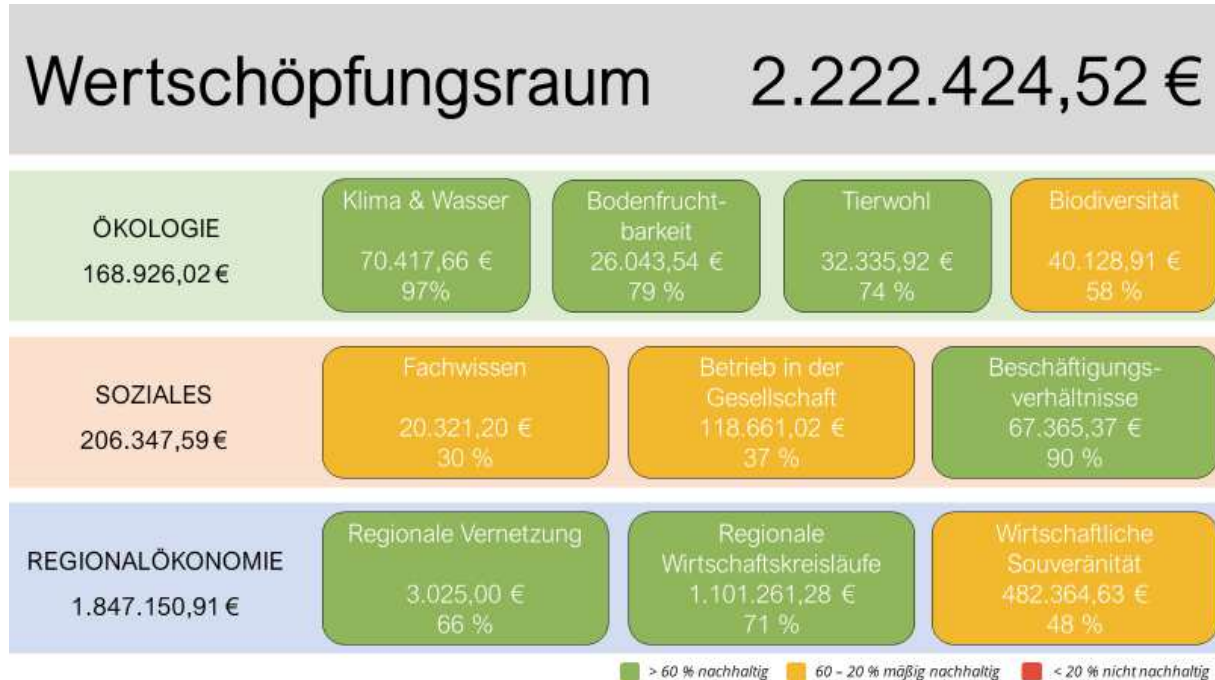 Wertschöpfungsraum 2.222.424,52 €
ÖKOLOGIE
168.926,02 €
Klima & Wasser
70.417,66 €
97%
Bodenfrucht-
barkeit
26.043,54 €
79 %
Tierwohl
32.335,92 €
74 %
Biodiversität
40.128,91 €
58 %
SOZIALES
206.347,59 €
Fachwissen
20.321,20 €
30 %
Betrieb in der
Gesellschaft
118.661,02 €
37 %
Beschäftigungs-
verhältnisse
67.365,37 €
90 %
REGIONALÖKONOMIE
1.847.150,91 €
Regionale Vernetzung
3.025,00 €
66 %
Regionale
Wirtschaftskreisläufe
1.101.261,28 €
71 %
Wirtschaftliche
Souveränität
482.364,63 €
48 %
> 60 % nachhaltig
60 – 20 % mäßig nachhaltig
< 20 % nicht nachhaltig